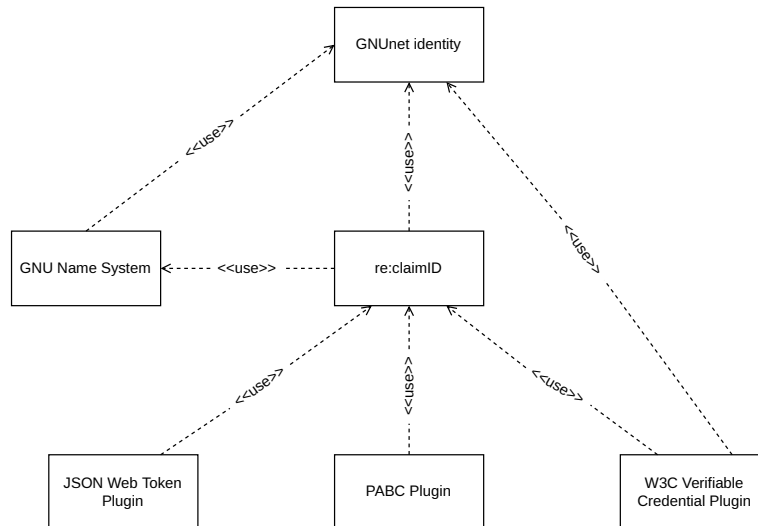 GNUnet identity
<<use>>
<<use>>
GNU Name System
<<use>>
re:claimID
<<use>>
<<use>>
<<use>>
<<use>>
JSON Web Token
Plugin
PABC Plugin
W3C Verifiable
Credential Plugin